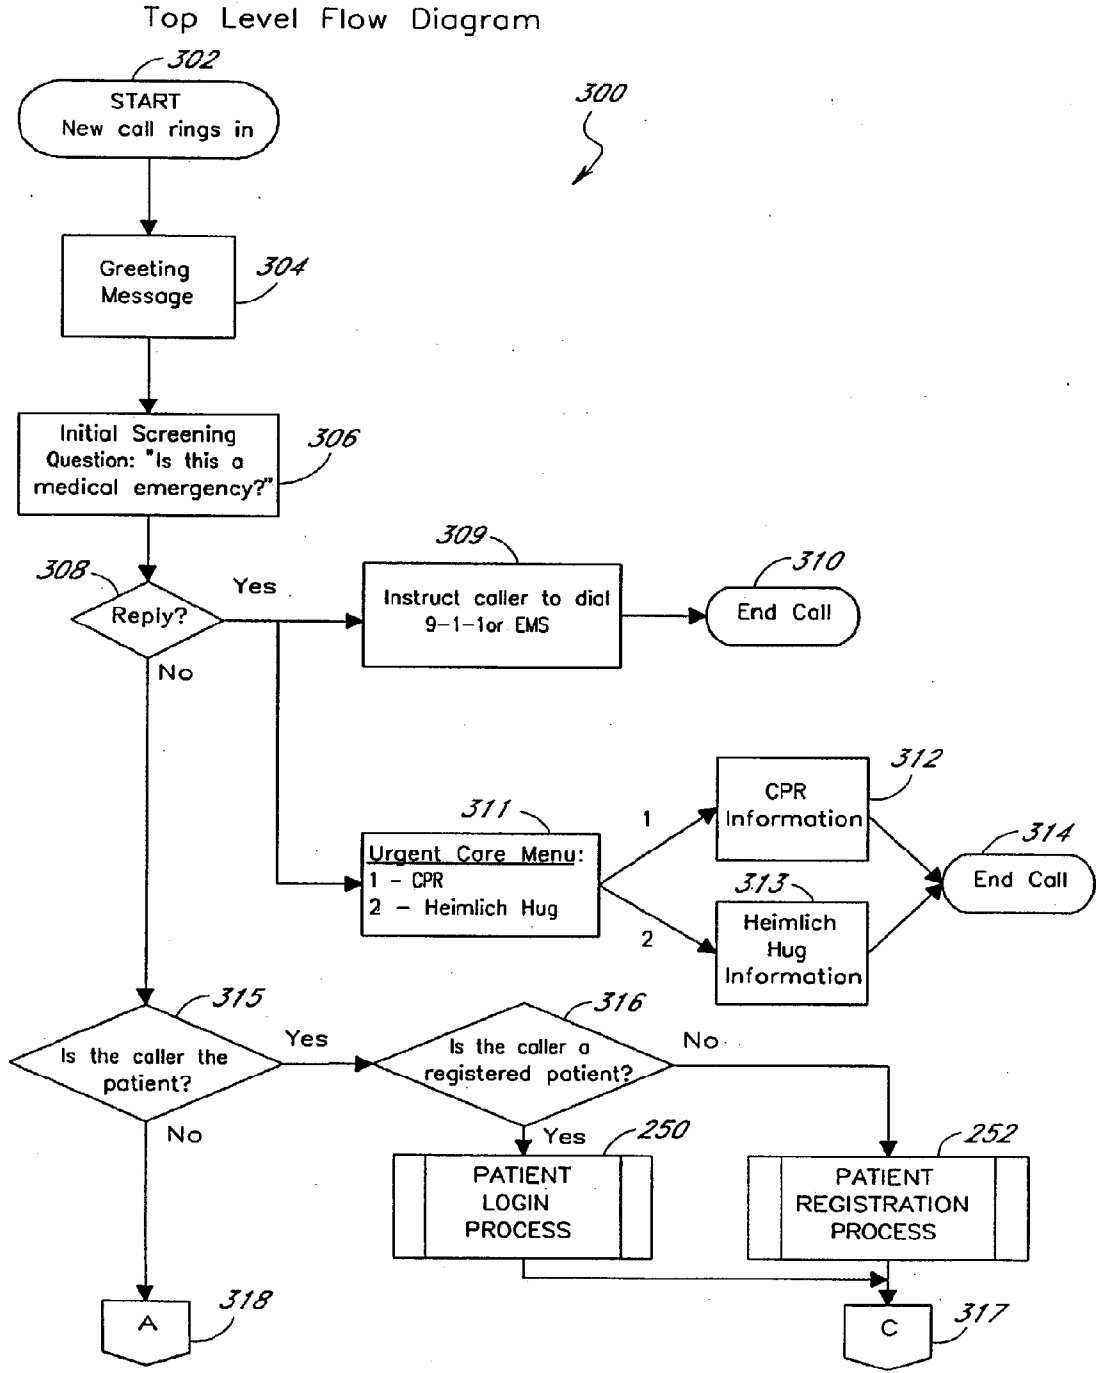 Top Level Flow Diagram
302
START
New call rings in
300
Greeting
Message
304
Initial Screening
Question: "Is this a
medical emergency?"
306
308
Reply?
Yes
No
309
Instruct caller to dial
9-1-1or EMS
310
End Call
311
Urgent Care Menu:
1 - CPR
2 - Heimlich Hug
1
2
312
CPR
Information
313
Heimlich
Hug
Information
314
End Call
315
Is the caller the
patient?
Yes
No
316
Is the caller a
registered patient?
No
Yes
250
PATIENT
LOGIN
PROCESS
252
PATIENT
REGISTRATION
PROCESS
A
318
C
317